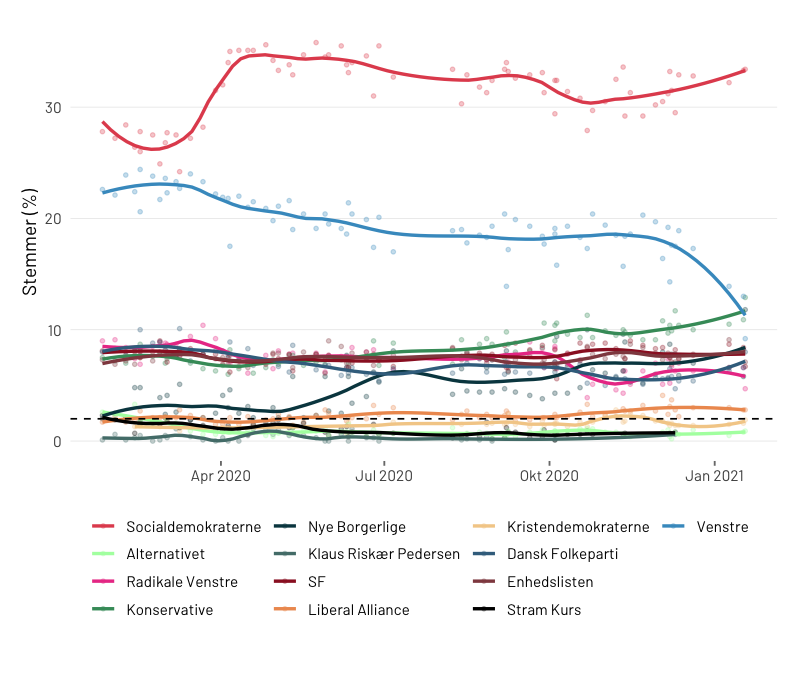 Stemmer (%)
30
20
10
0
Apr 2020 Jul 2020 Okt 2020 Jan 2021
Socialdemokraterne Nye Borgerlige Kristendemokraterne Venstre
Alternativet Klaus Riskær Pedersen Dansk Folkeparti
Radikale Venstre SF Enhedslisten
Konservative Liberal Alliance Stram Kurs